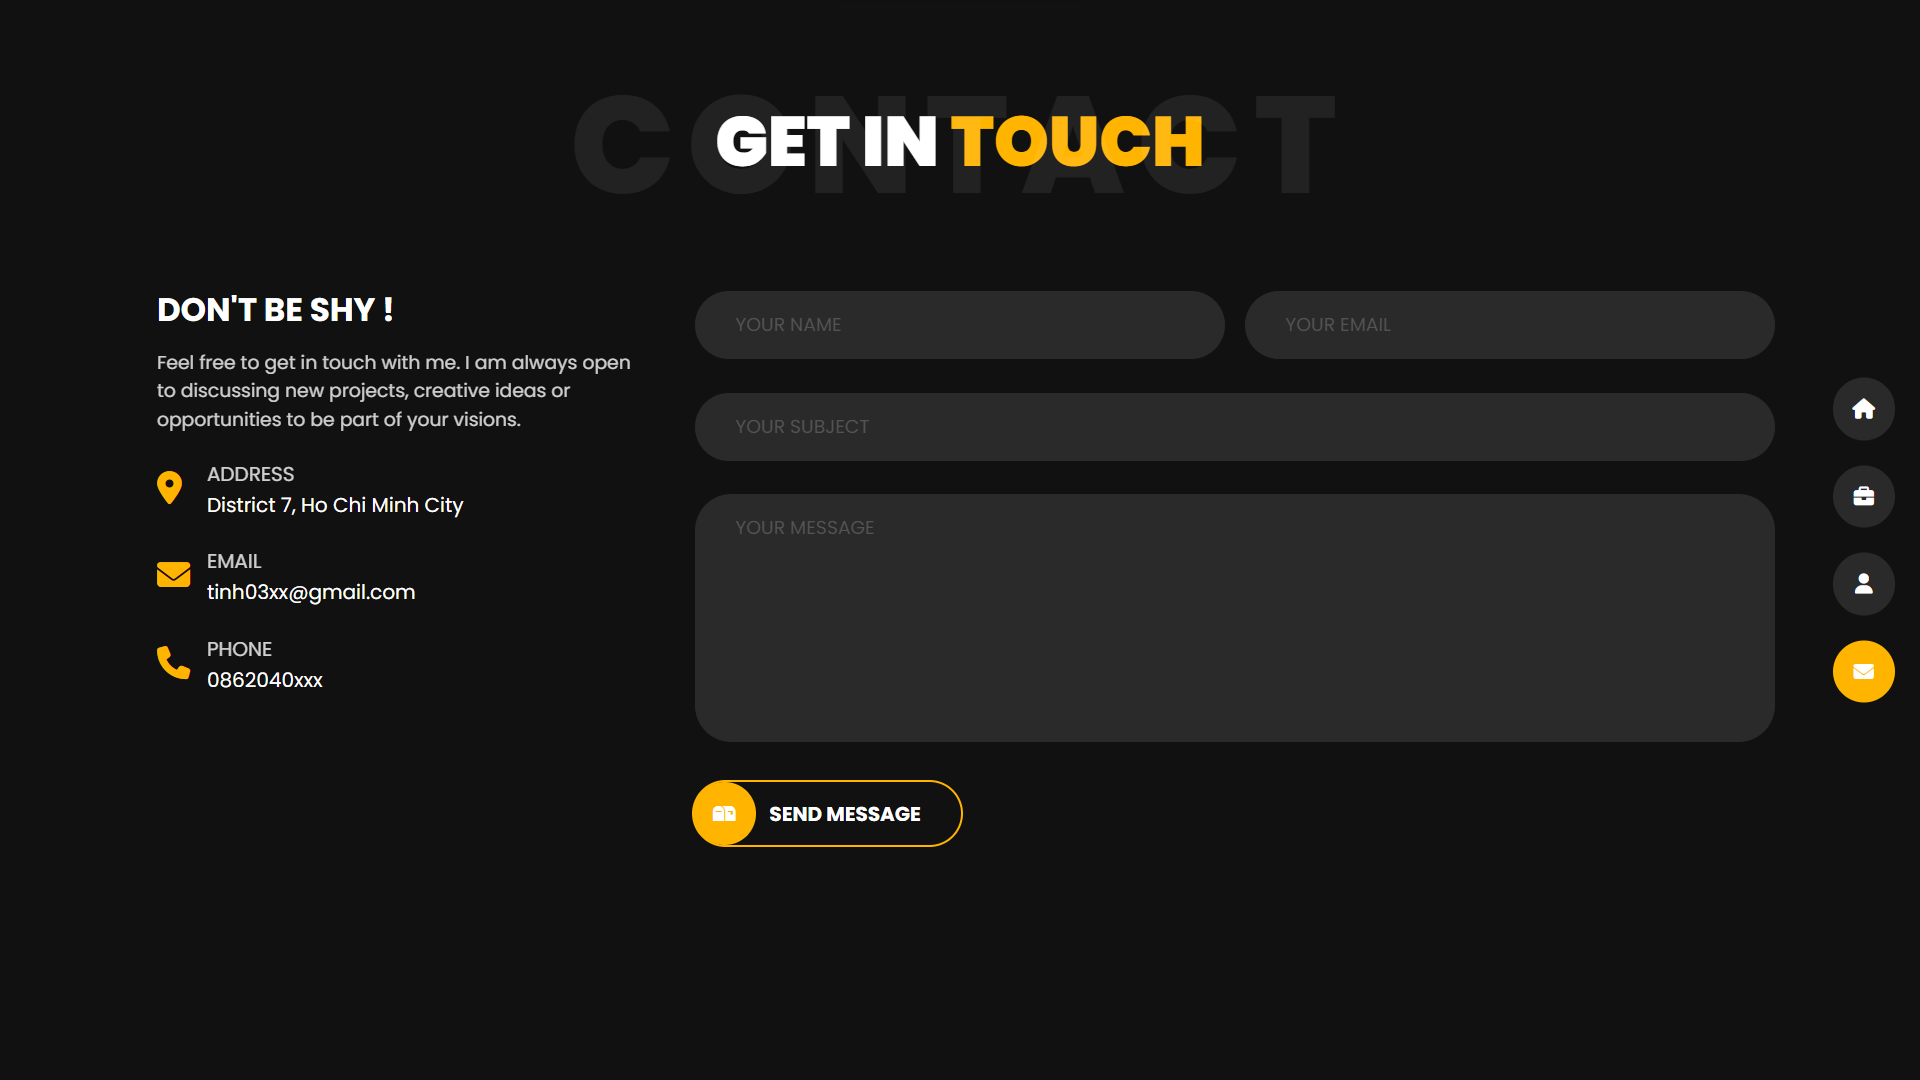 CONTACT
GET IN TOUCH
DON'T BE SHY !
Feel free to get in touch with me. I am always open
to discussing new projects, creative ideas or
opportunities to be part of your visions.
ADDRESS
District 7, Ho Chi Minh City
EMAIL
tinh03xx@gmail.com
PHONE
0862040xxx
YOUR NAME
YOUR EMAIL
YOUR SUBJECT
YOUR MESSAGE
SEND MESSAGE